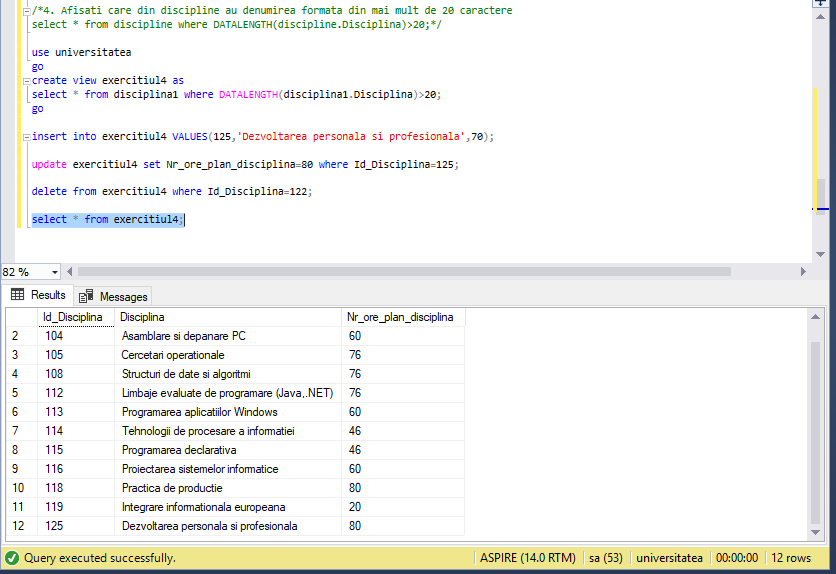 /*4. Afisati care din discipline au denumirea formata din mai mult de 20 caractere
select * from discipline where DATALENGTH(discipline.Disciplina)>20;*/
use universitatea
go
create view exercitiul4 as
select * from disciplina1 where DATALENGTH(disciplina1.Disciplina)>20;
go
insert into exercitiul4 VALUES(125,'Dezvoltarea personala si profesionala',70);
update exercitiul4 set Nr_ore_plan_disciplina=80 where Id_Disciplina=125;
delete from exercitiul4 where Id_Disciplina=122;
select * from exercitiul4;
82 %
Results Messages
Id_Disciplina Disciplina Nr_ore_plan_disciplina
2 104 Asamblare si depanare PC 60
3 105 Cercetari operationale 76
4 108 Structuri de date si algoritmi 76
5 112 Limbaje evaluate de programare (Java,.NET) 76
6 113 Programarea aplicatiilor Windows 60
7 114 Tehnologii de procesare a informatiei 46
8 115 Programarea declarativa 46
9 116 Proiectarea sistemelor informatice 60
10 118 Practica de productie 80
11 119 Integrare informationala europeana 20
12 125 Dezvoltarea personala si profesionala 80
Query executed successfully. ASPIRE (14.0 RTM) sa (53) universitatea 00:00:00 12 rows